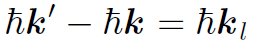 ℏ𝒌′ − ℏ𝒌 = ℏ𝒌ₗ